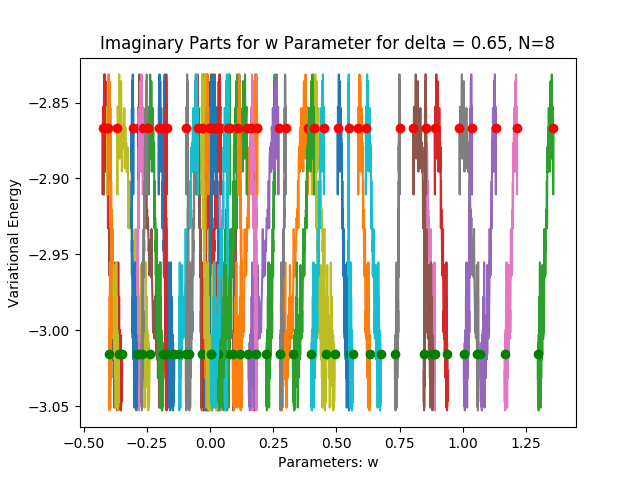 Imaginary Parts for w Parameter for delta = 0.65, N=8
Variational Energy
−2.85
−2.90
−2.95
−3.00
−3.05
−0.50 −0.25 0.00 0.25 0.50 0.75 1.00 1.25
Parameters: w